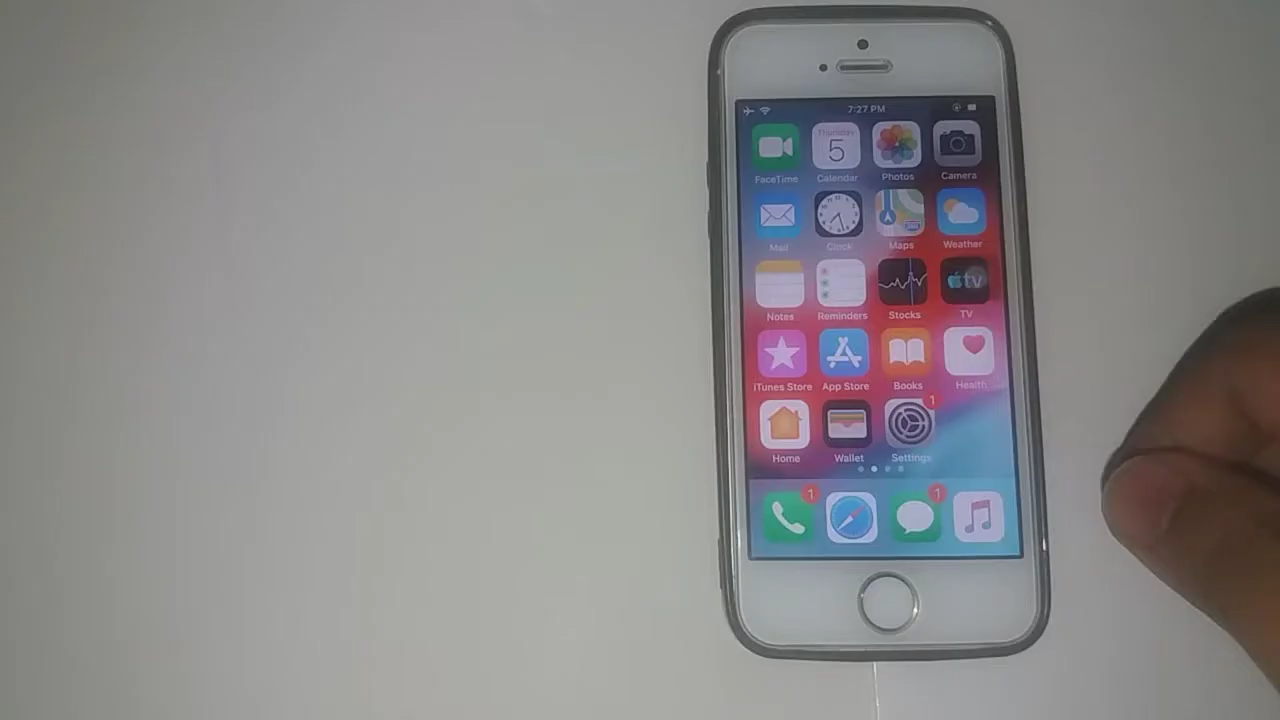 7:27 PM
Thursday
5
FaceTime Calendar Photos Camera
Mail Clock Maps Weather
tv
Notes Reminders Stocks TV
iTunes Store App Store Books Health
1
Home Wallet Settings
1 1